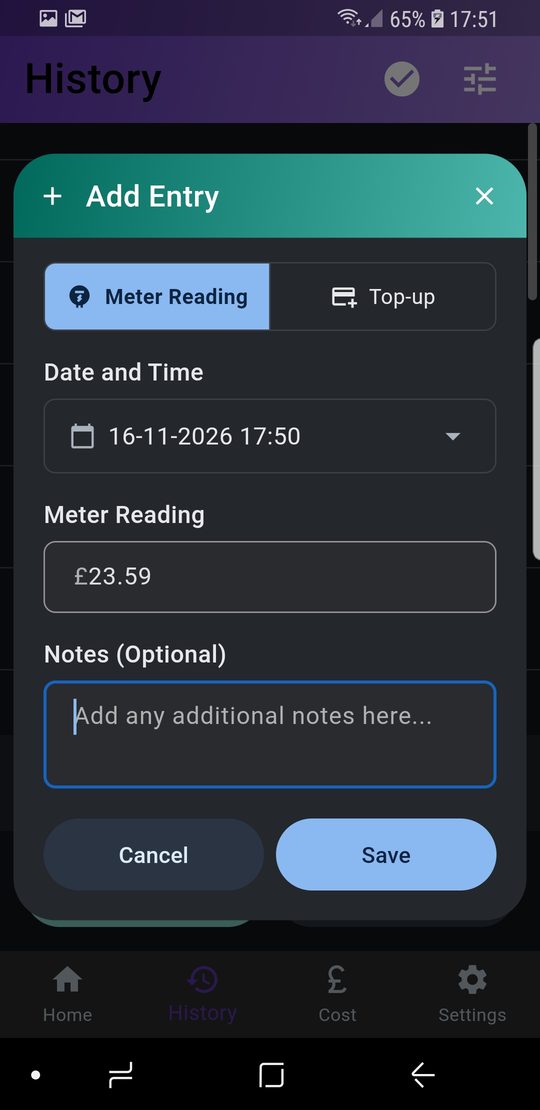 65% 17:51
History
Add Entry
Meter Reading
Top-up
Date and Time
16-11-2026 17:50
Meter Reading
£23.59
Notes (Optional)
Add any additional notes here...
Cancel
Save
Home
History
Cost
Settings